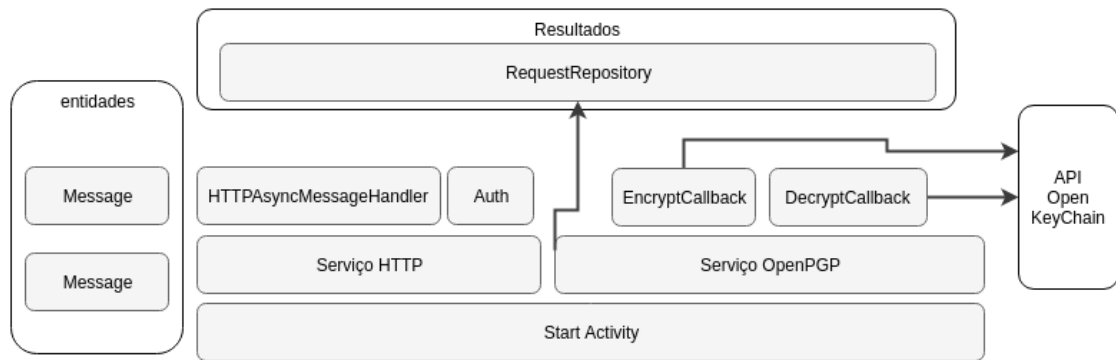 Resultados
RequestRepository
entidades
Message
Message
HTTPAsyncMessageHandler
Auth
EncryptCallback
DecryptCallback
Serviço HTTP
Serviço OpenPGP
Start Activity
API
Open
KeyChain